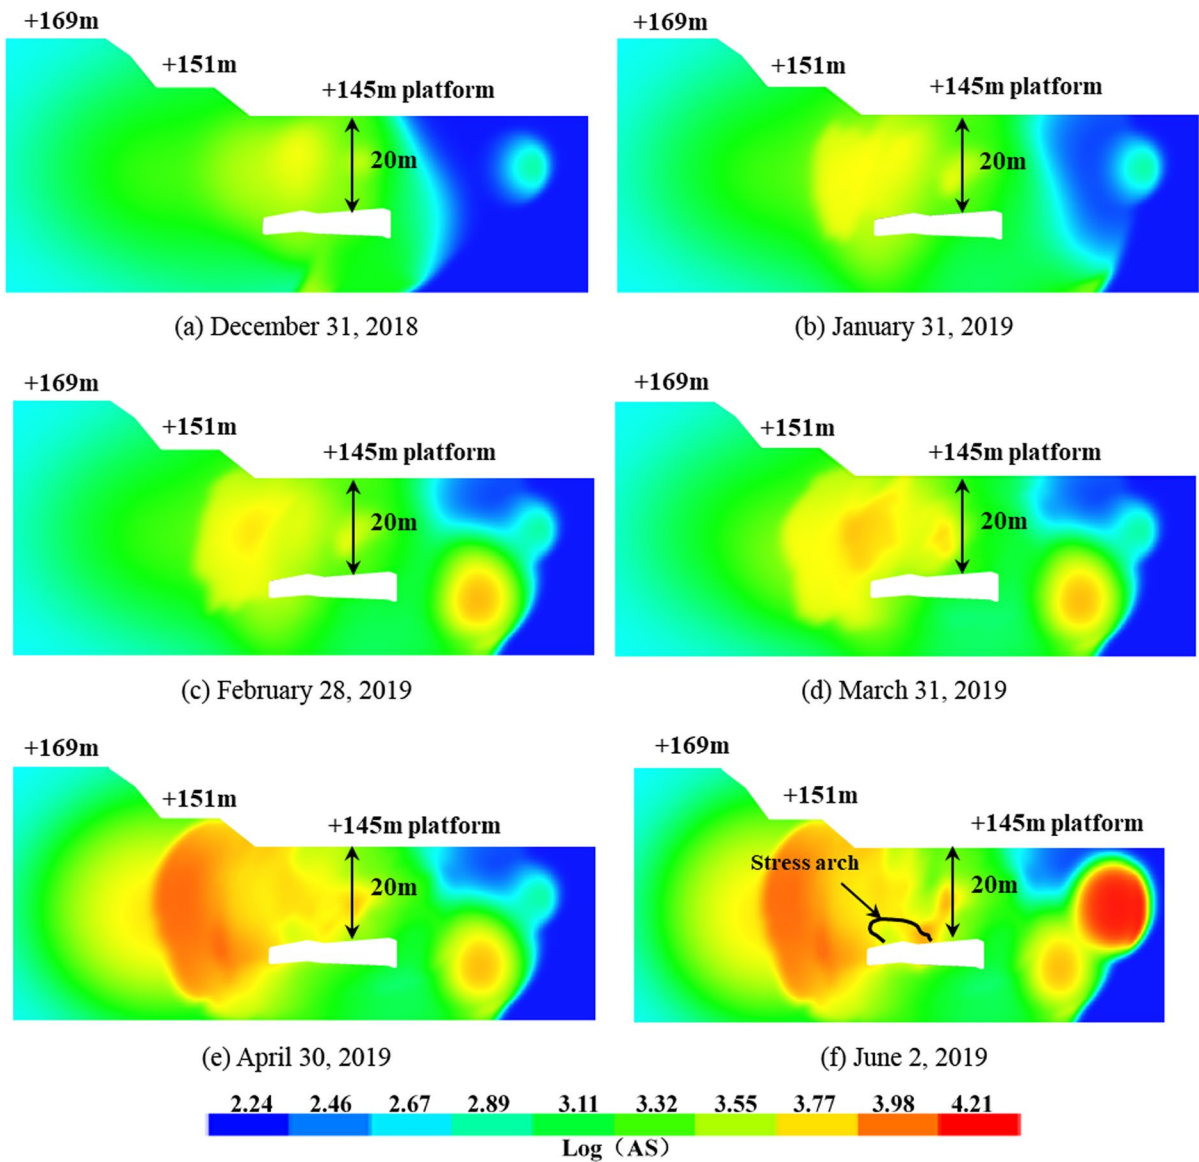 +169m
+151m
+145m platform
20m
(a) December 31, 2018
+169m
+151m
+145m platform
20m
(b) January 31, 2019
+169m
+151m
+145m platform
20m
(c) February 28, 2019
+169m
+151m
+145m platform
20m
(d) March 31, 2019
+169m
+151m
+145m platform
20m
(e) April 30, 2019
+169m
+151m
+145m platform
Stress arch
20m
(f) June 2, 2019
2.24 2.46 2.67 2.89 3.11 3.32 3.55 3.77 3.98 4.21
Log（AS）